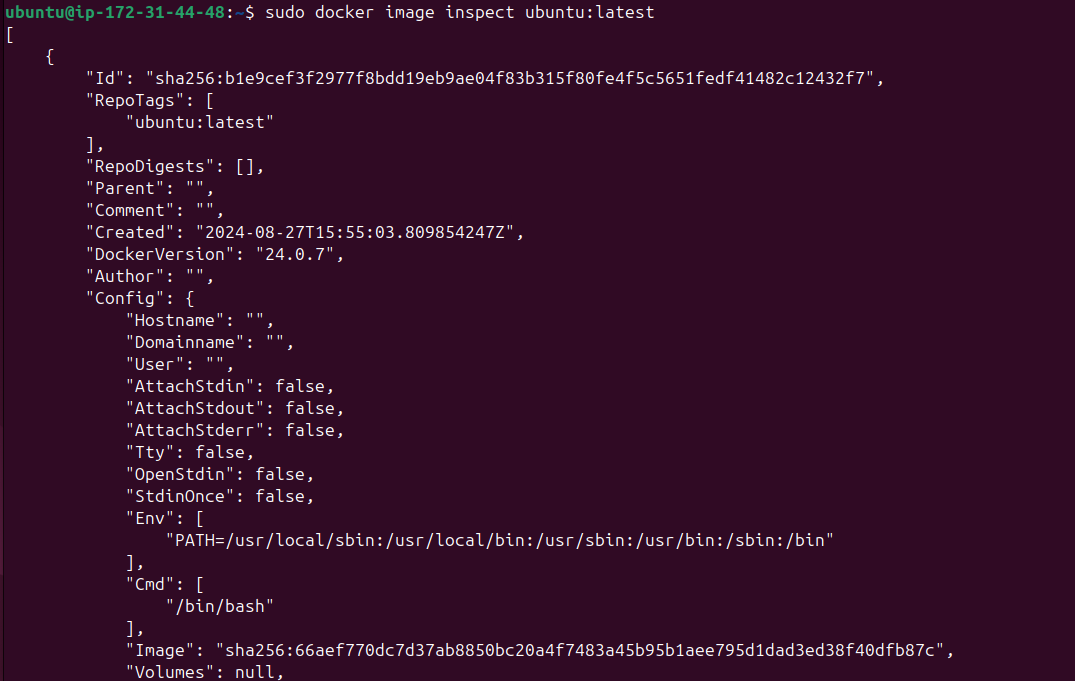 ubuntu@ip-172-31-44-48:~$ sudo docker image inspect ubuntu:latest
[
    {
        "Id": "sha256:b1e9cef3f2977f8bdd19eb9ae04f83b315f80fe4f5c5651fedf41482c12432f7",
        "RepoTags": [
            "ubuntu:latest"
        ],
        "RepoDigests": [],
        "Parent": "",
        "Comment": "",
        "Created": "2024-08-27T15:55:03.809854247Z",
        "DockerVersion": "24.0.7",
        "Author": "",
        "Config": {
            "Hostname": "",
            "Domainname": "",
            "User": "",
            "AttachStdin": false,
            "AttachStdout": false,
            "AttachStderr": false,
            "Tty": false,
            "OpenStdin": false,
            "StdinOnce": false,
            "Env": [
                "PATH=/usr/local/sbin:/usr/local/bin:/usr/sbin:/usr/bin:/sbin:/bin"
            ],
            "Cmd": [
                "/bin/bash"
            ],
            "Image": "sha256:66aef770dc7d37ab8850bc20a4f7483a45b95b1aee795d1dad3ed38f40dfb87c",
            "Volumes": null,